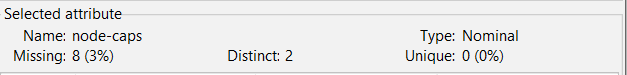 Selected attribute
Name: node-caps Type: Nominal
Missing: 8 (3%) Distinct: 2 Unique: 0 (0%)